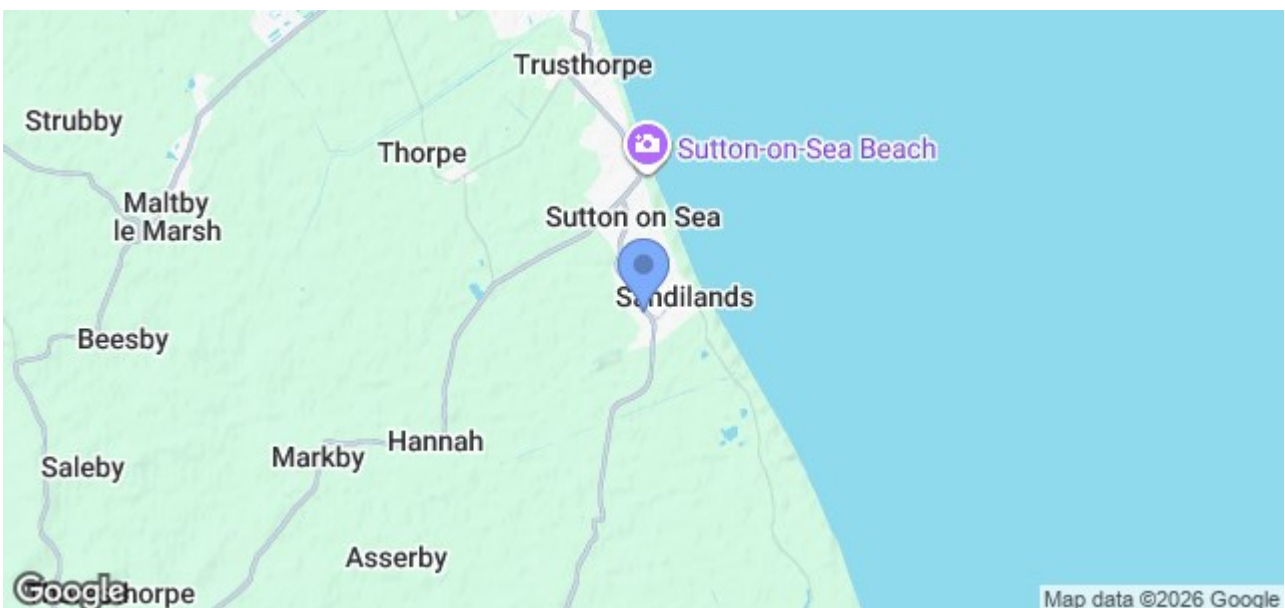 Trusthorpe
Strubby
Sutton-on-Sea Beach
Thorpe
Maltby
le Marsh
Sutton on Sea
Sandilands
Beesby
Hannah
Markby
Saleby
Asserby
Google
Map data ©2026 Google